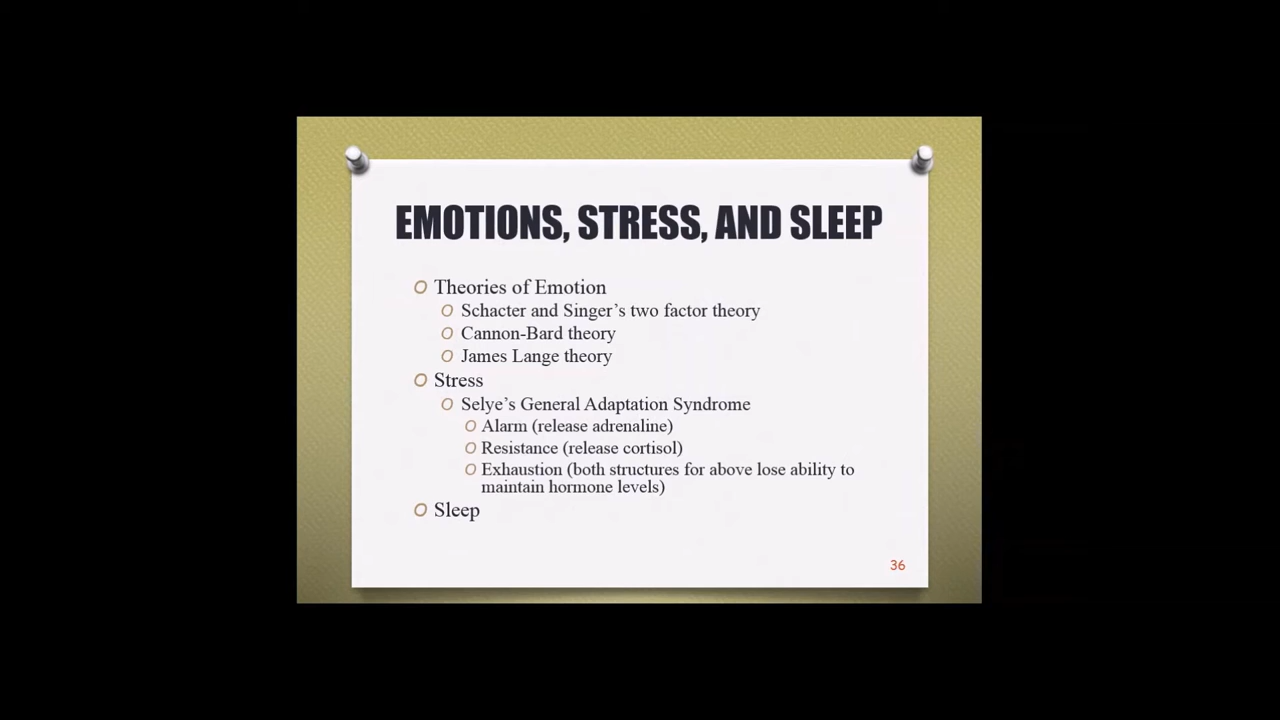 EMOTIONS, STRESS, AND SLEEP
Theories of Emotion
Schacter and Singer's two factor theory
Cannon-Bard theory
James Lange theory
Stress
Selye's General Adaptation Syndrome
Alarm (release adrenaline)
Resistance (release cortisol)
Exhaustion (both structures for above lose ability to
maintain hormone levels)
Sleep
36